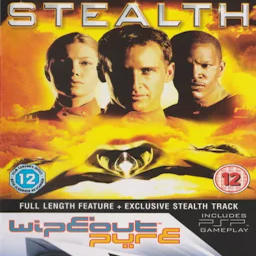 STEALTH
12
12
FULL LENGTH FEATURE + EXCLUSIVE STEALTH TRACK
wipEout
PURE
INCLUDES
PSP
GAMEPLAY